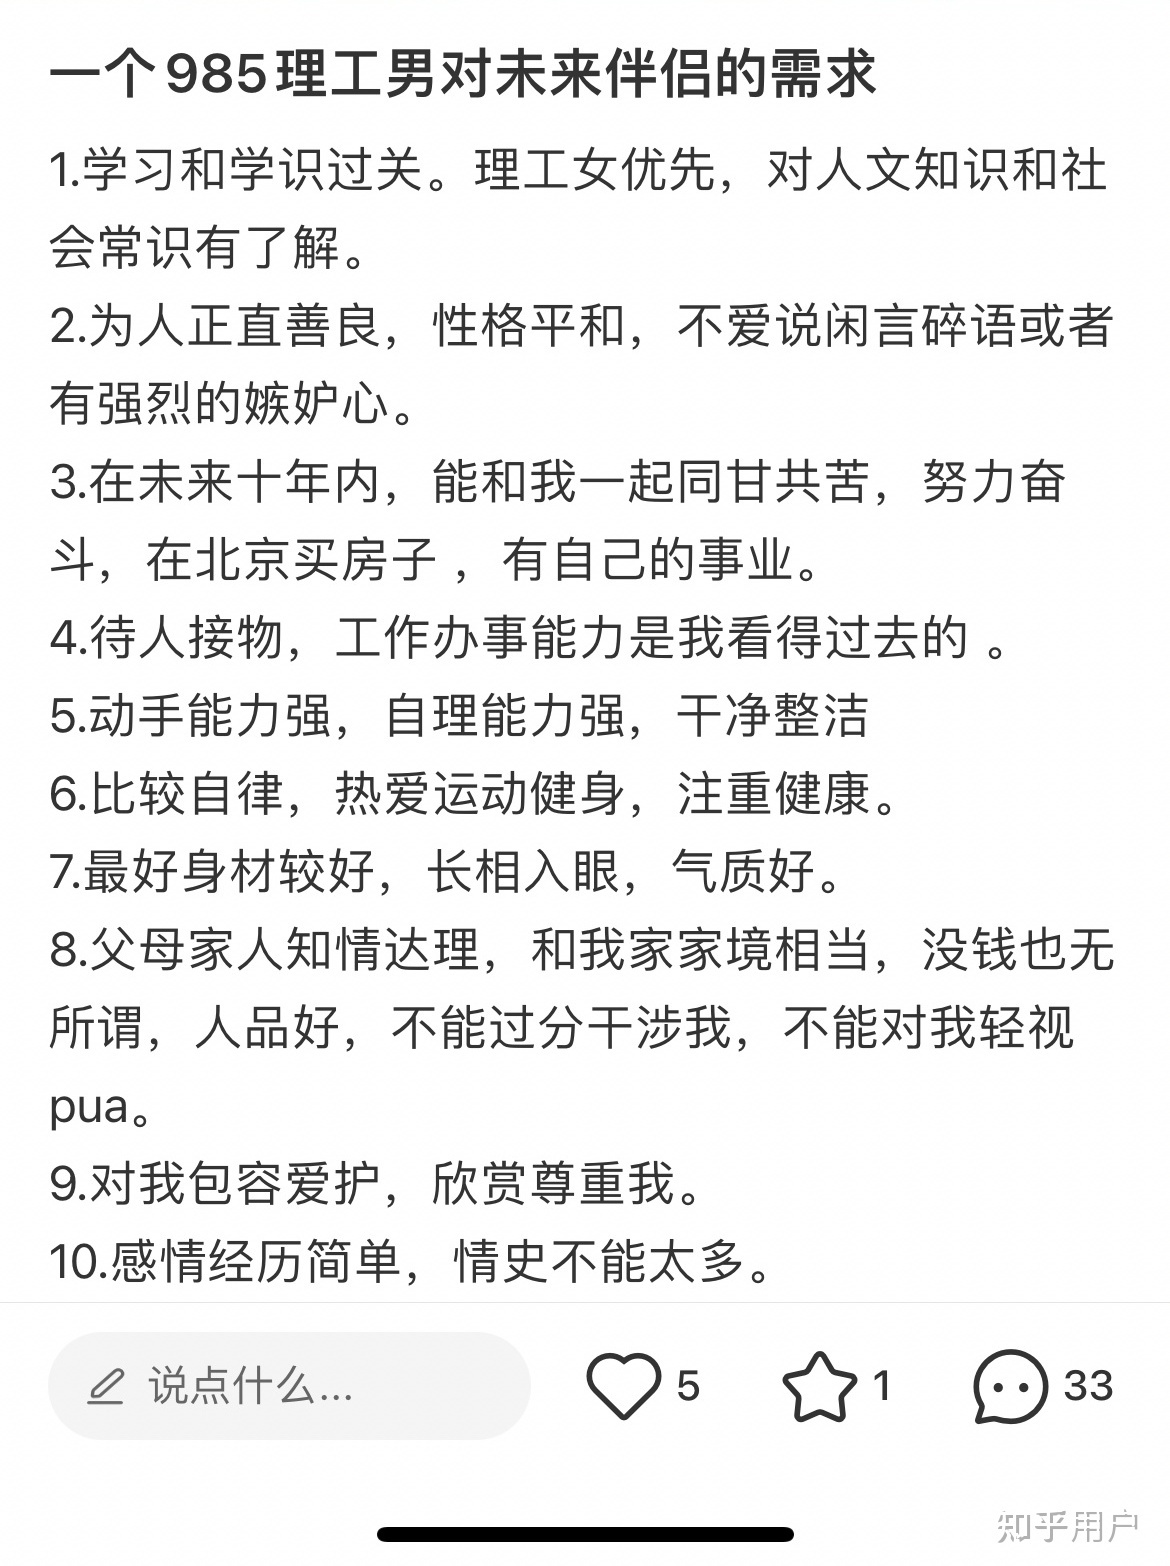 一个985理工男对未来伴侣的需求
1.学习和学识过关。理工女优先，对人文知识和社
会常识有了解。
2.为人正直善良，性格平和，不爱说闲言碎语或者
有强烈的嫉妒心。
3.在未来十年内，能和我一起同甘共苦，努力奋
斗，在北京买房子 ，有自己的事业。
4.待人接物，工作办事能力是我看得过去的 。
5.动手能力强，自理能力强，干净整洁
6.比较自律，热爱运动健身，注重健康。
7.最好身材较好，长相入眼，气质好。
8.父母家人知情达理，和我家家境相当，没钱也无
所谓，人品好，不能过分干涉我，不能对我轻视
pua。
9.对我包容爱护，欣赏尊重我。
10.感情经历简单，情史不能太多。
说点什么... 5 1 33
知乎用户